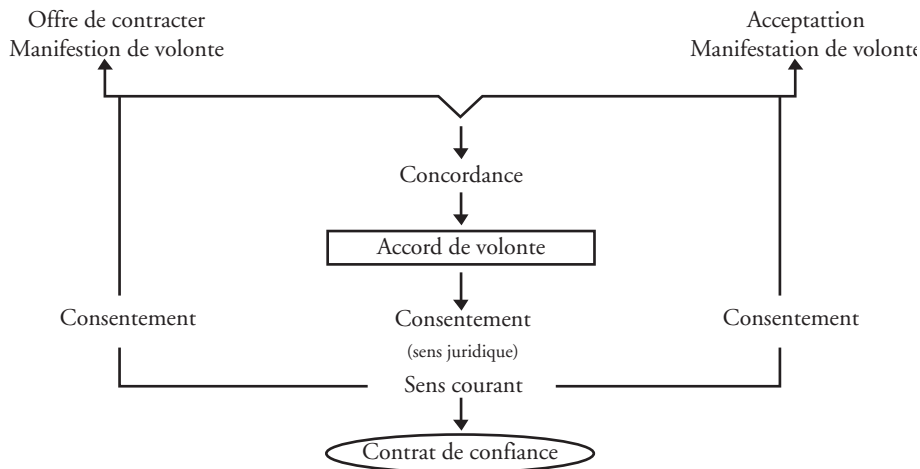 Offre de contracter
Manifestion de volonte
Acceptattion
Manifestation de volonte
Concordance
Accord de volonte
Consentement
Consentement
Consentement
(sens juridique)
Sens courant
Contrat de confiance